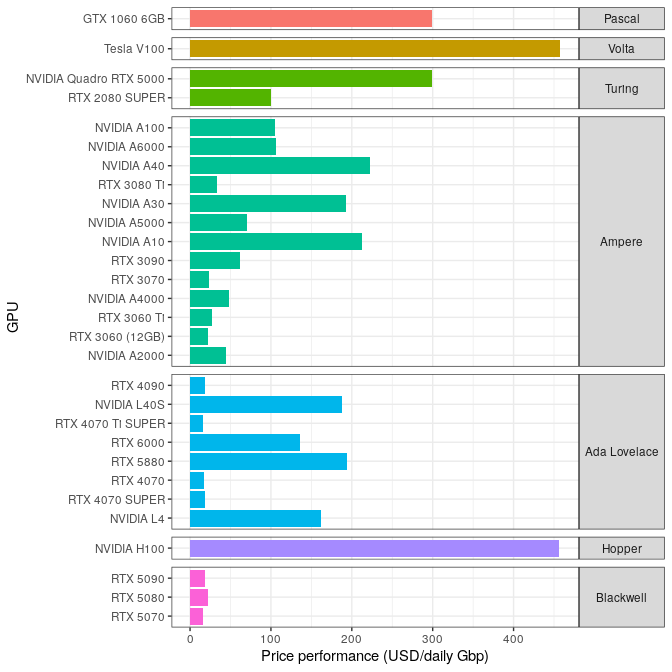 GTX 1060 6GB
Pascal
Tesla V100
Volta
NVIDIA Quadro RTX 5000
RTX 2080 SUPER
Turing
NVIDIA A100
NVIDIA A6000
NVIDIA A40
RTX 3080 Ti
NVIDIA A30
NVIDIA A5000
NVIDIA A10
RTX 3090
RTX 3070
NVIDIA A4000
RTX 3060 Ti
RTX 3060 (12GB)
NVIDIA A2000
Ampere
RTX 4090
NVIDIA L40S
RTX 4070 Ti SUPER
RTX 6000
RTX 5880
RTX 4070
RTX 4070 SUPER
NVIDIA L4
Ada Lovelace
NVIDIA H100
Hopper
RTX 5090
RTX 5080
RTX 5070
Blackwell
GPU
0 100 200 300 400
Price performance (USD/daily Gbp)